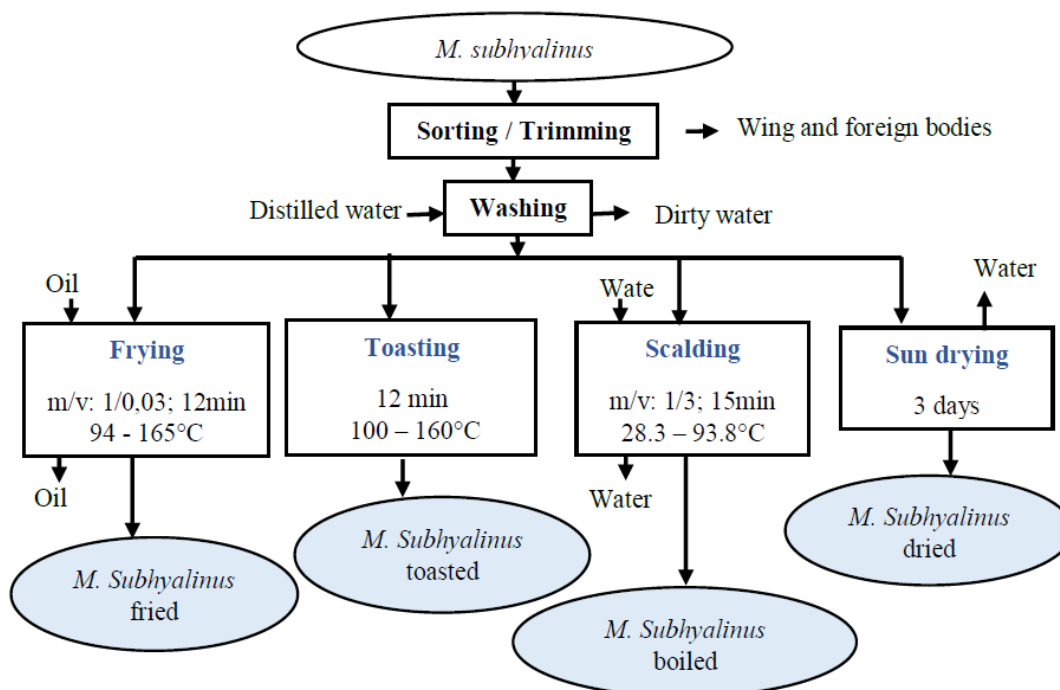 M. subhyalinus
Sorting / Trimming
Wing and foreign bodies
Distilled water
Washing
Dirty water
Oil
Wate
Water
Frying
m/v: 1/0,03; 12min
94 - 165°C
Toasting
12 min
100 – 160°C
Scalding
m/v: 1/3; 15min
28.3 – 93.8°C
Sun drying
3 days
Oil
Water
M. Subhyalinus
fried
M. Subhyalinus
toasted
M. Subhyalinus
boiled
M. Subhyalinus
dried